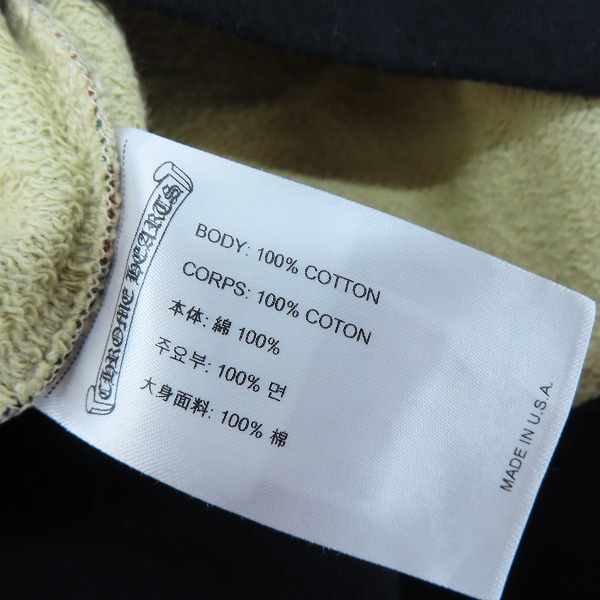 CHROME HEARTS
BODY: 100% COTTON
CORPS: 100% COTON
本体: 綿 100%
주요부: 100% 면
大身面料: 100% 棉
MADE IN U.S.A.